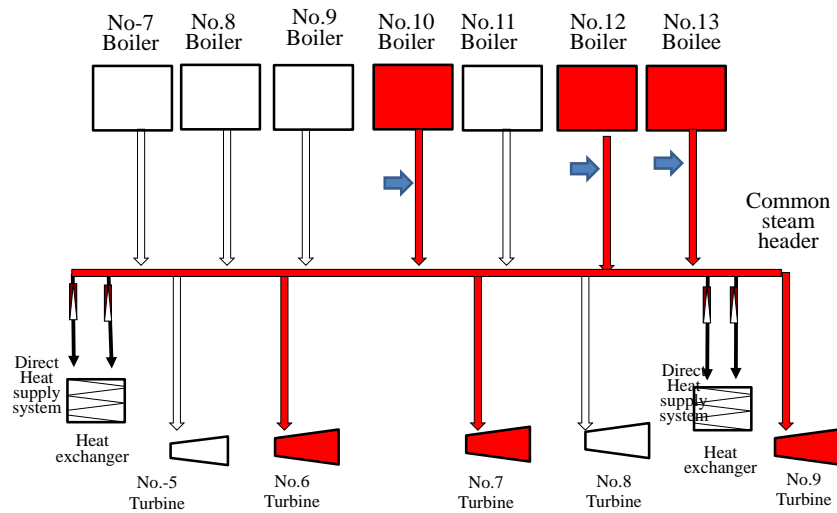 No-7
Boiler
No.8
Boiler
No.9
Boiler
No.10
Boiler
No.11
Boiler
No.12
Boiler
No.13
Boilee
Common
steam
header
Direct
Heat
supply
system
Heat
exchanger
No.-5
Turbine
No.6
Turbine
No.7
Turbine
No.8
Turbine
Direct
Heat
supply
system
Heat
exchanger
No.9
Turbine